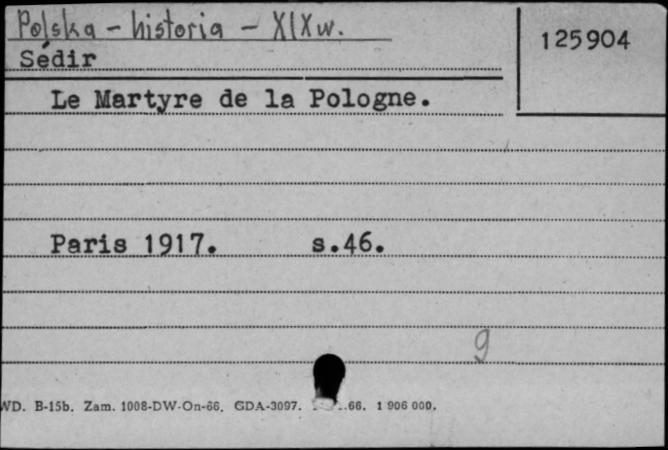 Polska - historia - XIX w.
125904
Sédir
Le Martyre de la Pologne.
Paris 1917. s.46.
9
WD. B-15b. Zam. 1008-DW-On-66. GDA-3097. .66. 1 906 000.